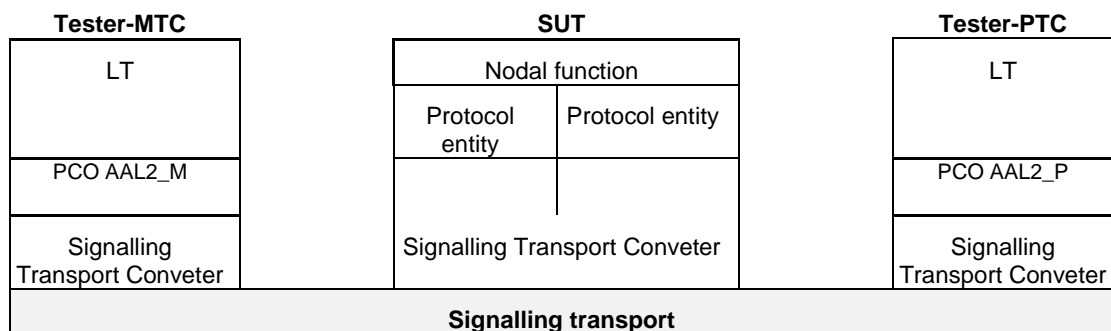 Tester-MTC SUT Tester-PTC
LT Nodal function LT
Protocol entity Protocol entity
PCO AAL2_M PCO AAL2_P
Signalling Transport Conveter Signalling Transport Conveter Signalling Transport Conveter
Signalling transport